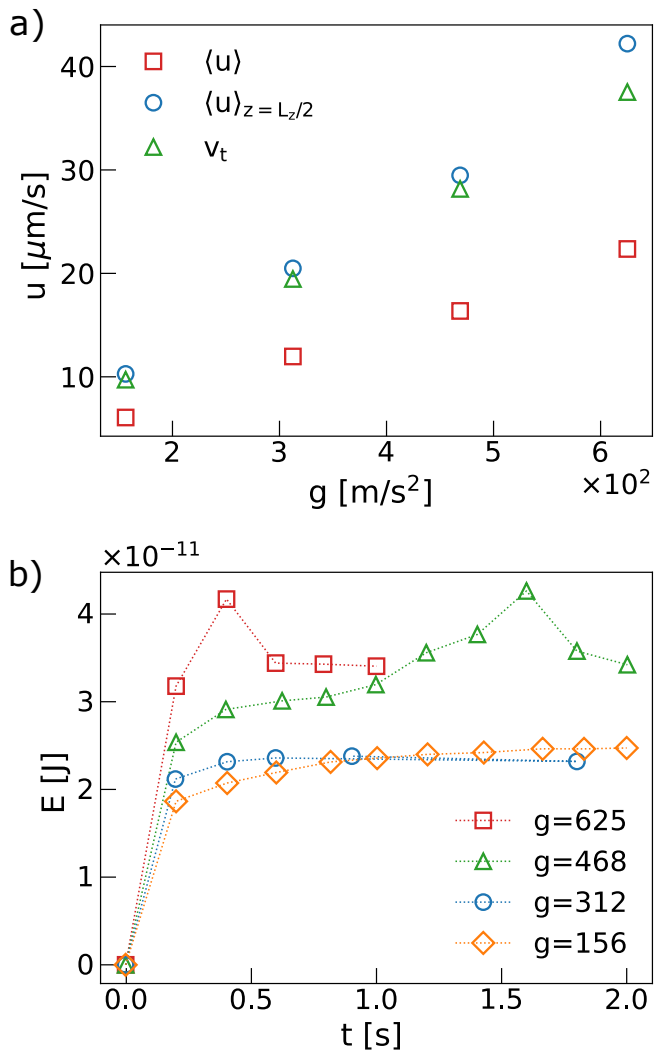 a)
⟨u⟩
⟨u⟩z = Lz/2
vt
u [μm/s]
40
30
20
10
2 3 4 5 6
g [m/s²] ×10²
b)
×10⁻¹¹
E [J]
4
3
2
1
0
g=625
g=468
g=312
g=156
0.0 0.5 1.0 1.5 2.0
t [s]